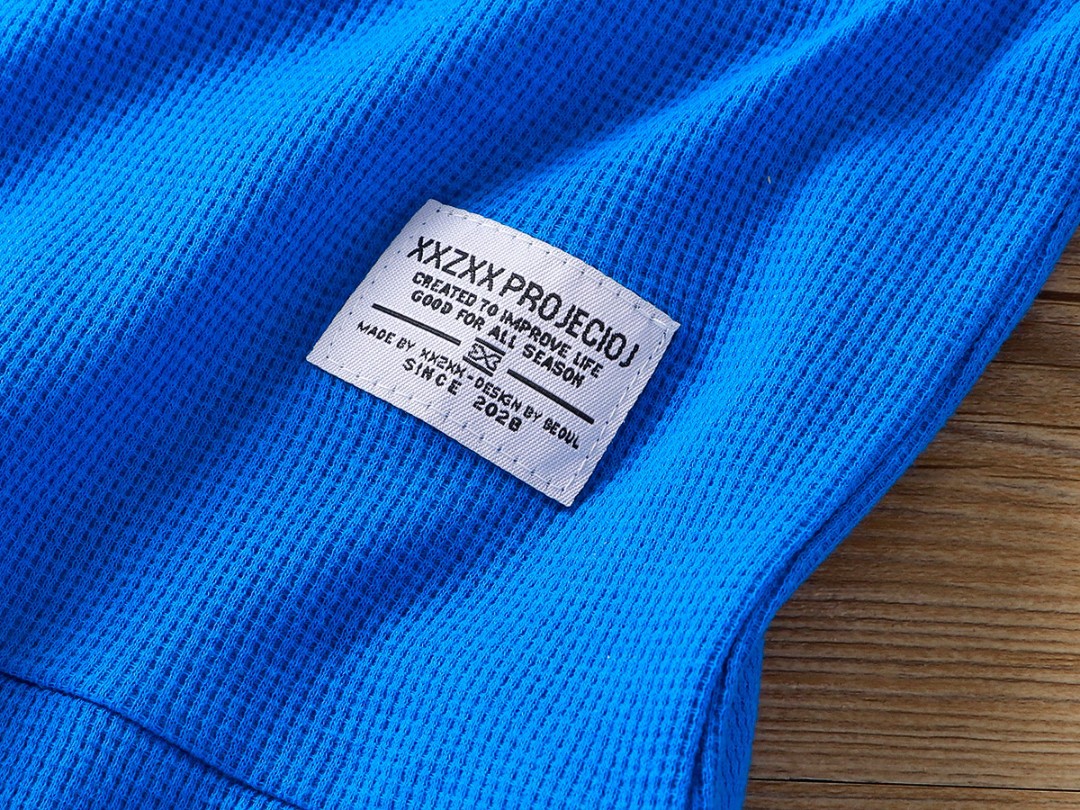 XXZXX PROJECIOJ
CREATED TO IMPROVE LIFE
GOOD FOR ALL SEASON
MADE BY XXZXX-DESIGN BY SEOUL
SINCE 2028